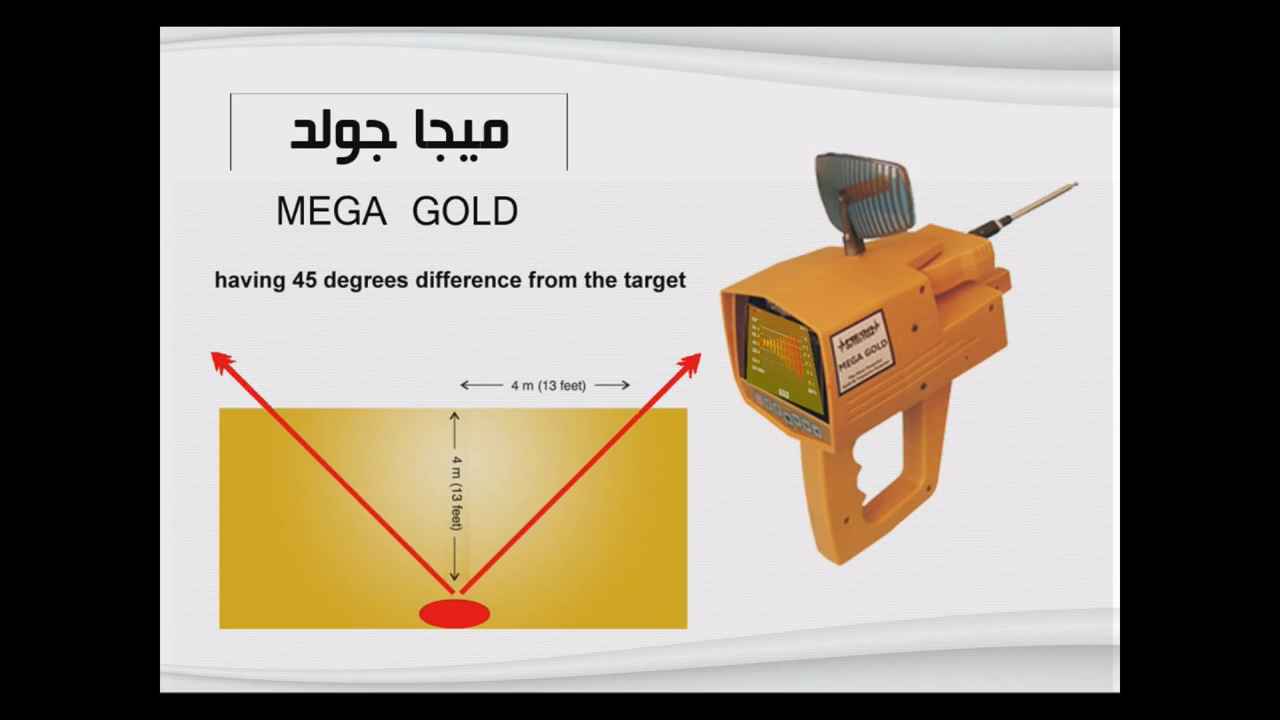 ميجا جولد
MEGA GOLD
having 45 degrees difference from the target
4 m (13 feet)
4 m (13 feet)
MEGA GOLD